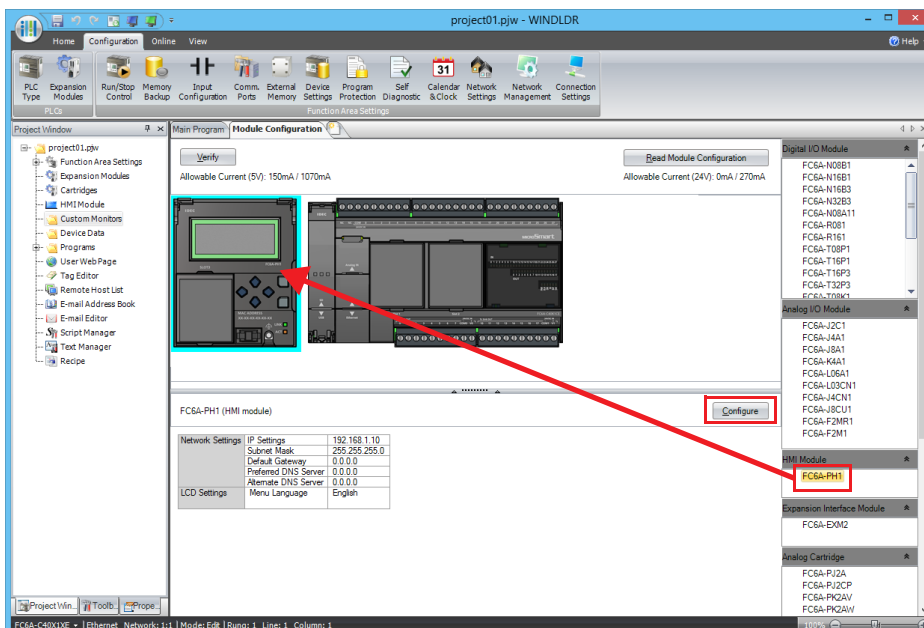 project01.pjw - WINDLDR
Home Configuration Online View
Help
PLC Type
Expansion Modules
Run/Stop Control
Memory Backup
Input Configuration
Comm. Ports
External Memory
Device Settings
Program Protection
Self Diagnostic
31
Calendar & Clock
Network Settings
Network Management
Connection Settings
PLCs
Function Area Settings
Project Window
project01.pjw
Function Area Settings
Expansion Modules
Cartridges
HMI Module
Custom Monitors
Device Data
Programs
User Web Page
Tag Editor
Remote Host List
E-mail Address Book
E-mail Editor
Script Manager
Text Manager
Recipe
Project Win...
Toolb...
Prope...
Main Program
Module Configuration
Verify
Read Module Configuration
Allowable Current (5V): 150mA / 1070mA
Allowable Current (24V): 0mA / 270mA
FC6A-PH1 (HMI module)
Configure
Network Settings IP Settings 192.168.1.10
Subnet Mask 255.255.255.0
Default Gateway 0.0.0.0
Preferred DNS Server 0.0.0.0
Alternate DNS Server 0.0.0.0
LCD Settings Menu Language English
Digital I/O Module
FC6A-N08B1
FC6A-N16B1
FC6A-N16B3
FC6A-N32B3
FC6A-N08A11
FC6A-R081
FC6A-R161
FC6A-T08P1
FC6A-T16P1
FC6A-T16P3
FC6A-T32P3
FC6A-T08K1
Analog I/O Module
FC6A-J2C1
FC6A-J4A1
FC6A-J8A1
FC6A-K4A1
FC6A-L06A1
FC6A-L03CN1
FC6A-J4CN1
FC6A-J8CU1
FC6A-F2MR1
FC6A-F2M1
HMI Module
FC6A-PH1
Expansion Interface Module
FC6A-EXM2
Analog Cartridge
FC6A-PJ2A
FC6A-PJ2CP
FC6A-PK2AV
FC6A-PK2AW
FC6A-C40X1XE
Ethernet Network: 1:1 | Mode: Edit | Rung: 1 Line: 1 Column: 1
100%